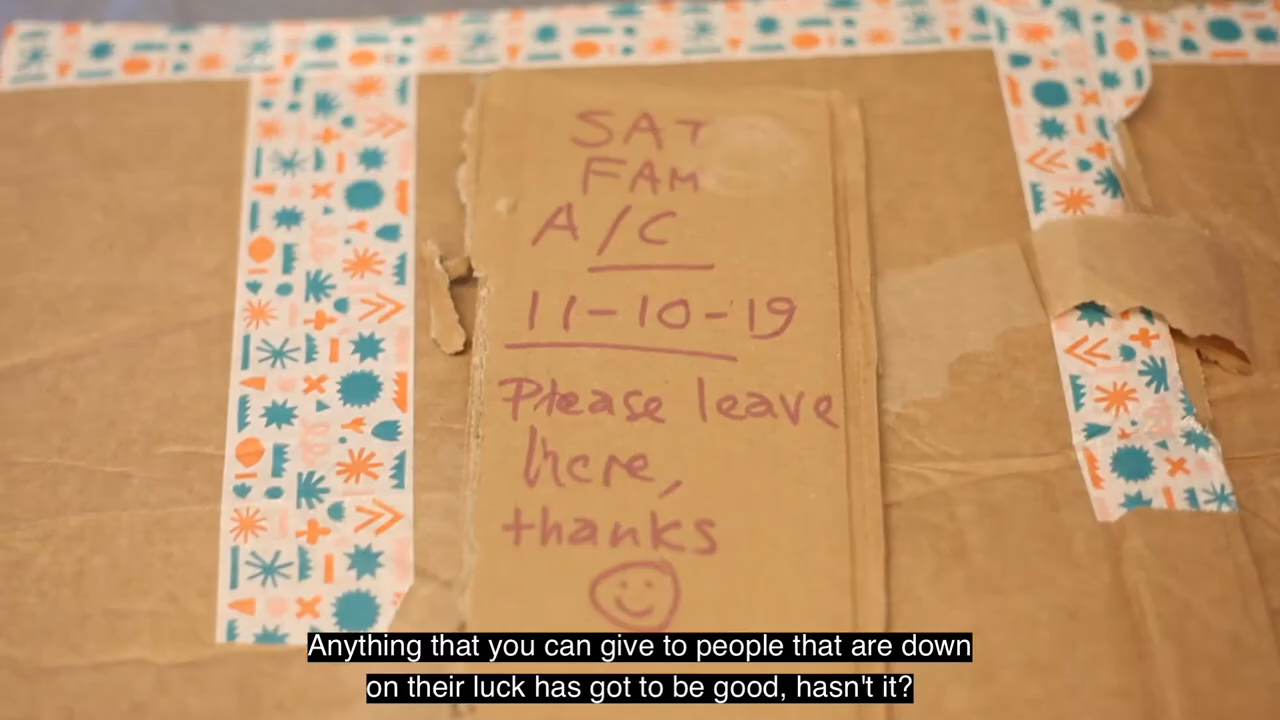 SAT
FAM
A/C
11-10-19
Please leave
here,
thanks
Anything that you can give to people that are down
on their luck has got to be good, hasn't it?